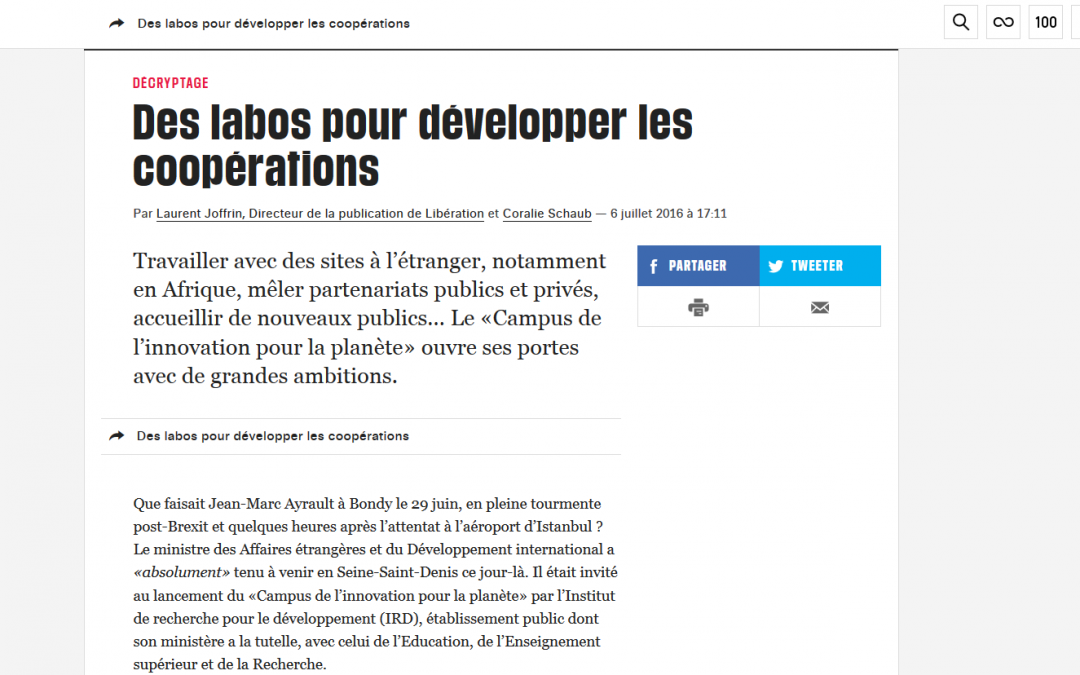 Des labos pour développer les coopérations
100
DÉCRYPTAGE
Des labos pour développer les
coopérations
Par Laurent Joffrin, Directeur de la publication de Libération et Coralie Schaub — 6 juillet 2016 à 17:11
Travailler avec des sites à l’étranger, notamment
en Afrique, mêler partenariats publics et privés,
accueillir de nouveaux publics... Le «Campus de
l’innovation pour la planète» ouvre ses portes
avec de grandes ambitions.
PARTAGER
TWEETER
Des labos pour développer les coopérations
Que faisait Jean-Marc Ayrault à Bondy le 29 juin, en pleine tourmente
post-Brexit et quelques heures après l’attentat à l’aéroport d’Istanbul ?
Le ministre des Affaires étrangères et du Développement international a
«absolument» tenu à venir en Seine-Saint-Denis ce jour-là. Il était invité
au lancement du «Campus de l’innovation pour la planète» par l’Institut
de recherche pour le développement (IRD), établissement public dont
son ministère a la tutelle, avec celui de l’Education, de l’Enseignement
supérieur et de la Recherche.